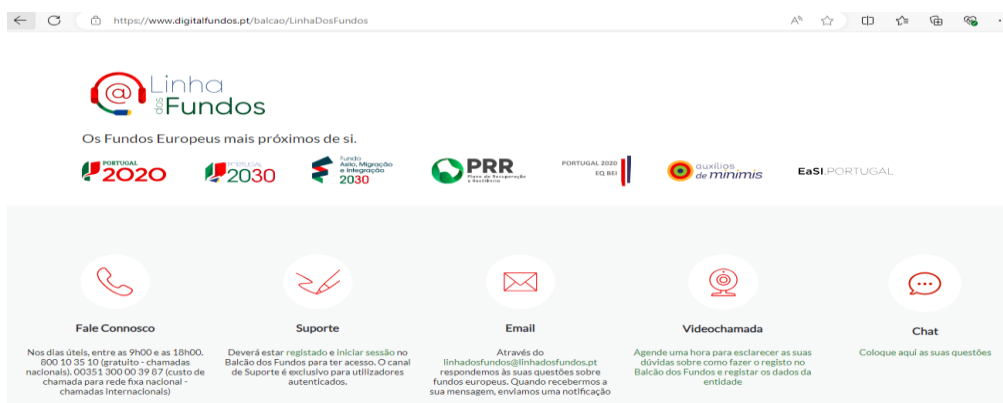 https://www.digitalfundos.pt/balcao/LinhaDosFundos
@ Linha
dos Fundos
Os Fundos Europeus mais próximos de si.
PORTUGAL
2020
PORTUGAL
2030
Fundo
Asilo, Migração
e Integração
2030
PRR
Plano de Recuperação
e Resiliência
PORTUGAL 2020
EQ BEI
auxílios
de minimis
EaSI.PORTUGAL
Fale Connosco
Nos dias úteis, entre as 9h00 e as 18h00.
800 10 35 10 (gratuito - chamadas
nacionais). 00351 300 00 39 87 (custo de
chamada para rede fixa nacional -
chamadas internacionais)
Suporte
Deverá estar registado e iniciar sessão no
Balcão dos Fundos para ter acesso. O canal
de Suporte é exclusivo para utilizadores
autenticados.
Email
Através do
linhadosfundos@linhadosfundos.pt
respondemos às suas questões sobre
fundos europeus. Quando recebermos a
sua mensagem, enviamos uma notificação
Videochamada
Agende uma hora para esclarecer as suas
dúvidas sobre como fazer o registo no
Balcão dos Fundos e registar os dados da
entidade
Chat
Coloque aqui as suas questões